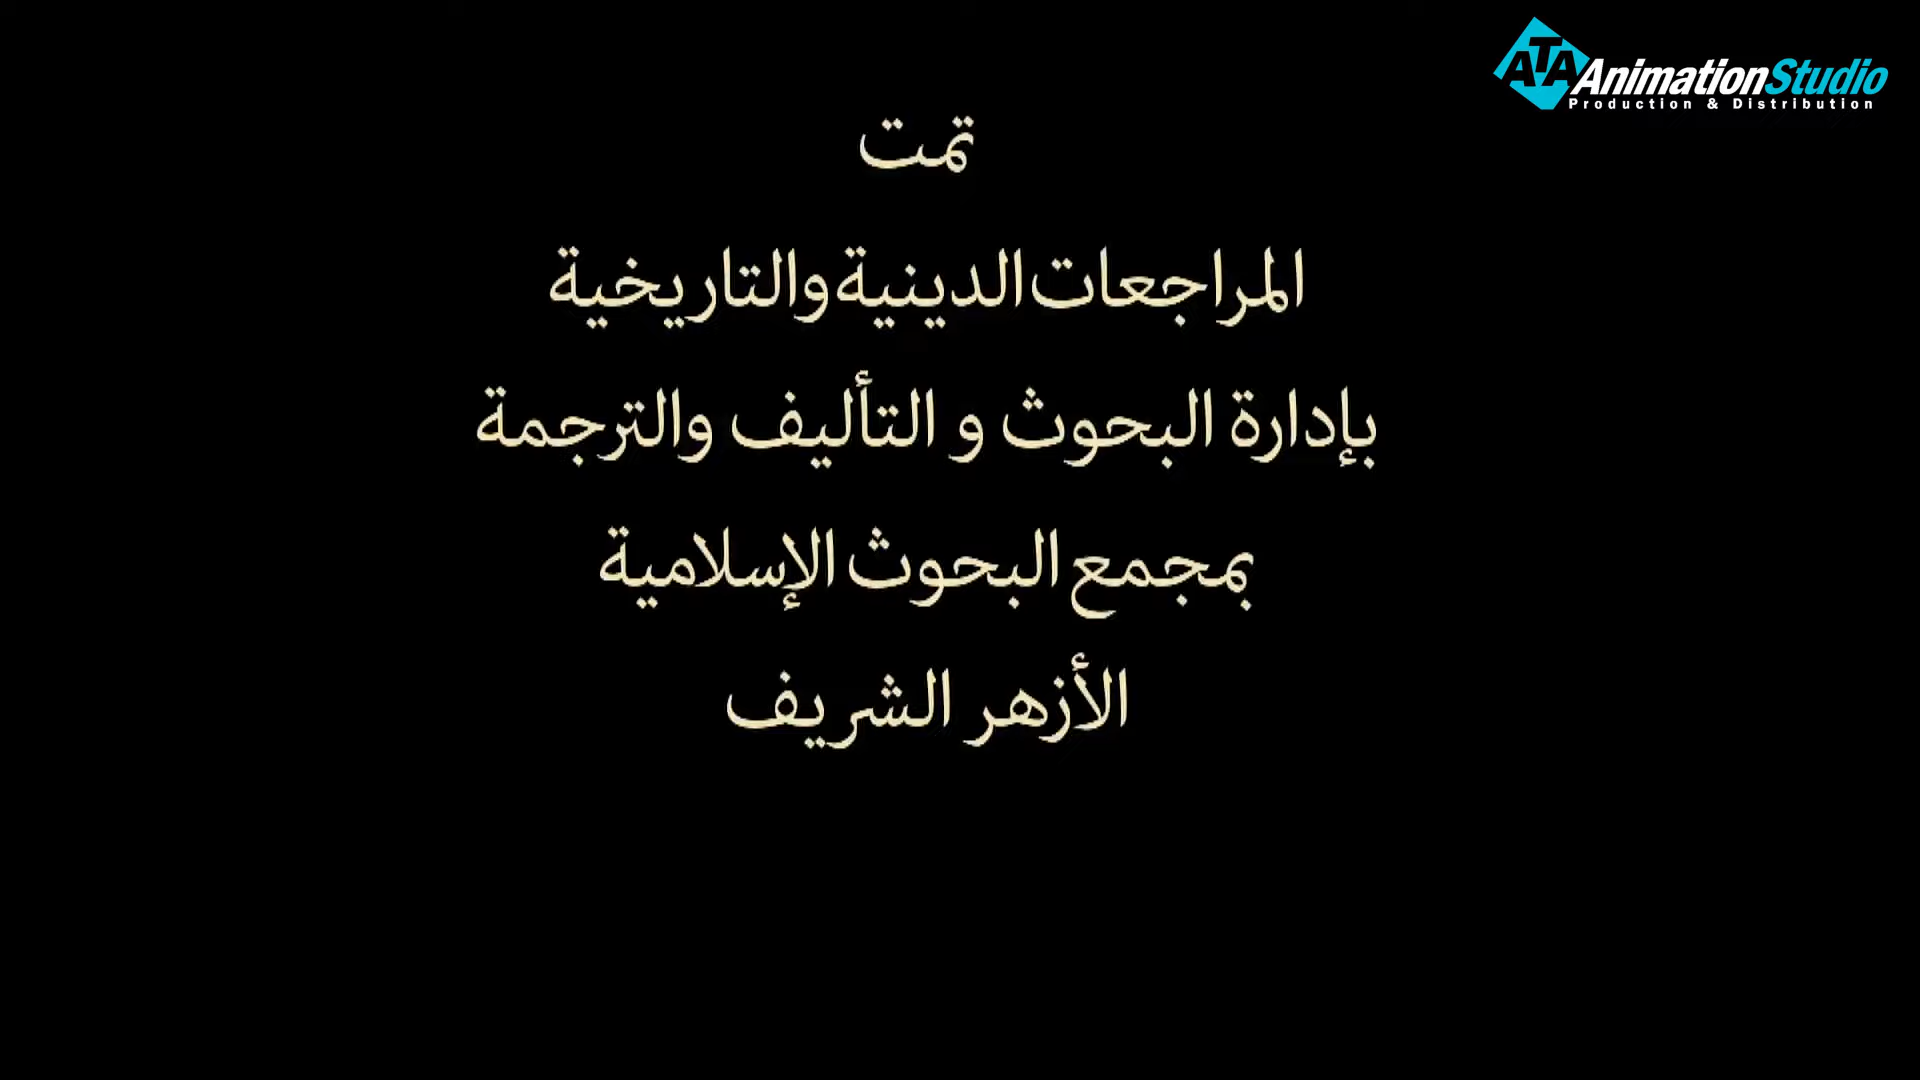 ATA AnimationStudio
Production & Distribution
تمت
المراجعات الدينية والتاريخية
بإدارة البحوث و التأليف والترجمة
بمجمع البحوث الإسلامية
الأزهر الشريف